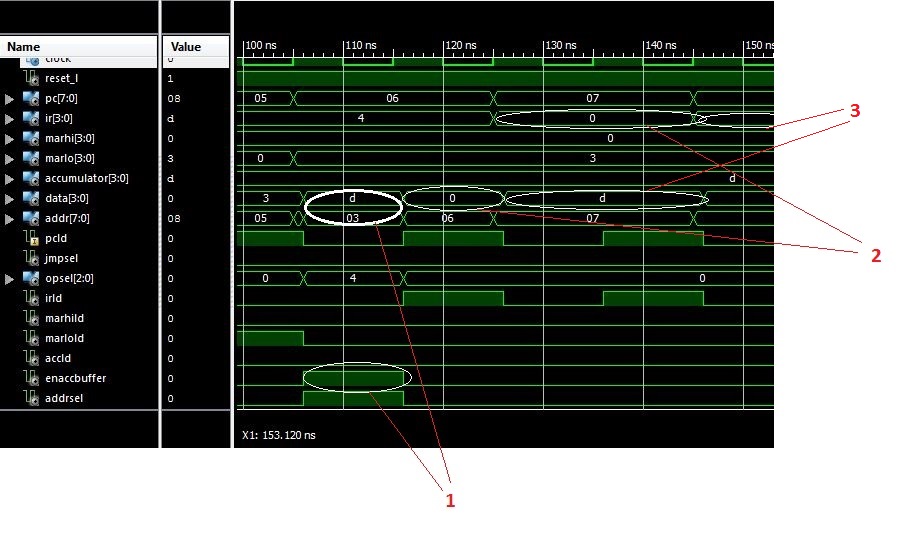 Name Value 100 ns 110 ns 120 ns 130 ns 140 ns 150 ns
clock 0
reset_l 1
pc[7:0] 08 05 06 07
ir[3:0] d 4 0 3
marhi[3:0] 0 0
marlo[3:0] 3 0 3
accumulator[3:0] d d
data[3:0] d 3 d 0 d
addr[7:0] 08 05 03 06 07
pcld 0
jmpsel 0 2
opsel[2:0] 0 0 4 0
irld 0
marhild 0
marlold 0
accld 0
enaccbuffer 0
addrsel 0
X1: 153.120 ns
1